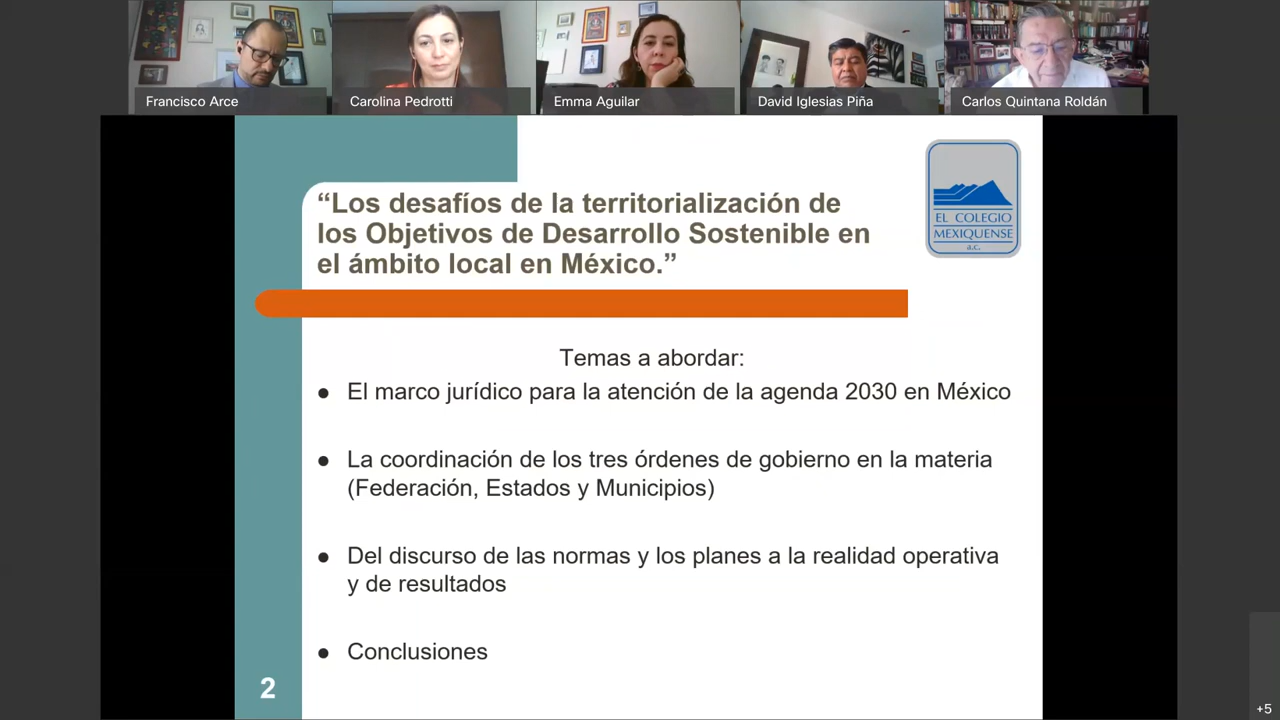 Francisco Arce
Carolina Pedrotti
Emma Aguilar
David Iglesias Piña
Carlos Quintana Roldán
“Los desafíos de la territorialización de
los Objetivos de Desarrollo Sostenible en
el ámbito local en México.”
EL COLEGIO
MEXIQUENSE
a.c.
Temas a abordar:
● El marco jurídico para la atención de la agenda 2030 en México
● La coordinación de los tres órdenes de gobierno en la materia
(Federación, Estados y Municipios)
● Del discurso de las normas y los planes a la realidad operativa
y de resultados
● Conclusiones
2
+5